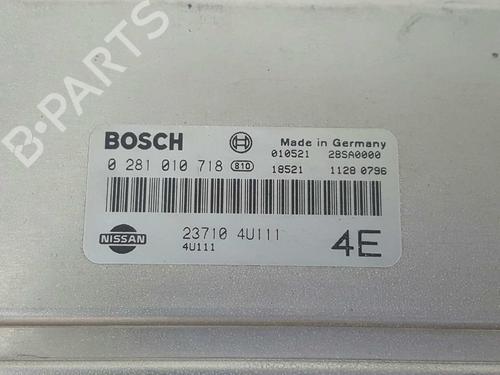 B-PARTS
BOSCH
Made in Germany
0 281 010 718 810
010521 28SA0000
18521 1128 0796
NISSAN
23710 4U111
4U111
4E